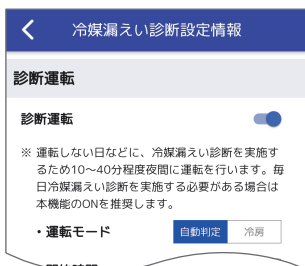 冷媒漏えい診断設定情報
診断運転
診断運転
※ 運転しない日などに、冷媒漏えい診断を実施す
るため10〜40分程度夜間に運転を行います。毎
日冷媒漏えい診断を実施する必要がある場合は
本機能のONを推奨します。
・運転モード 自動判定 冷房